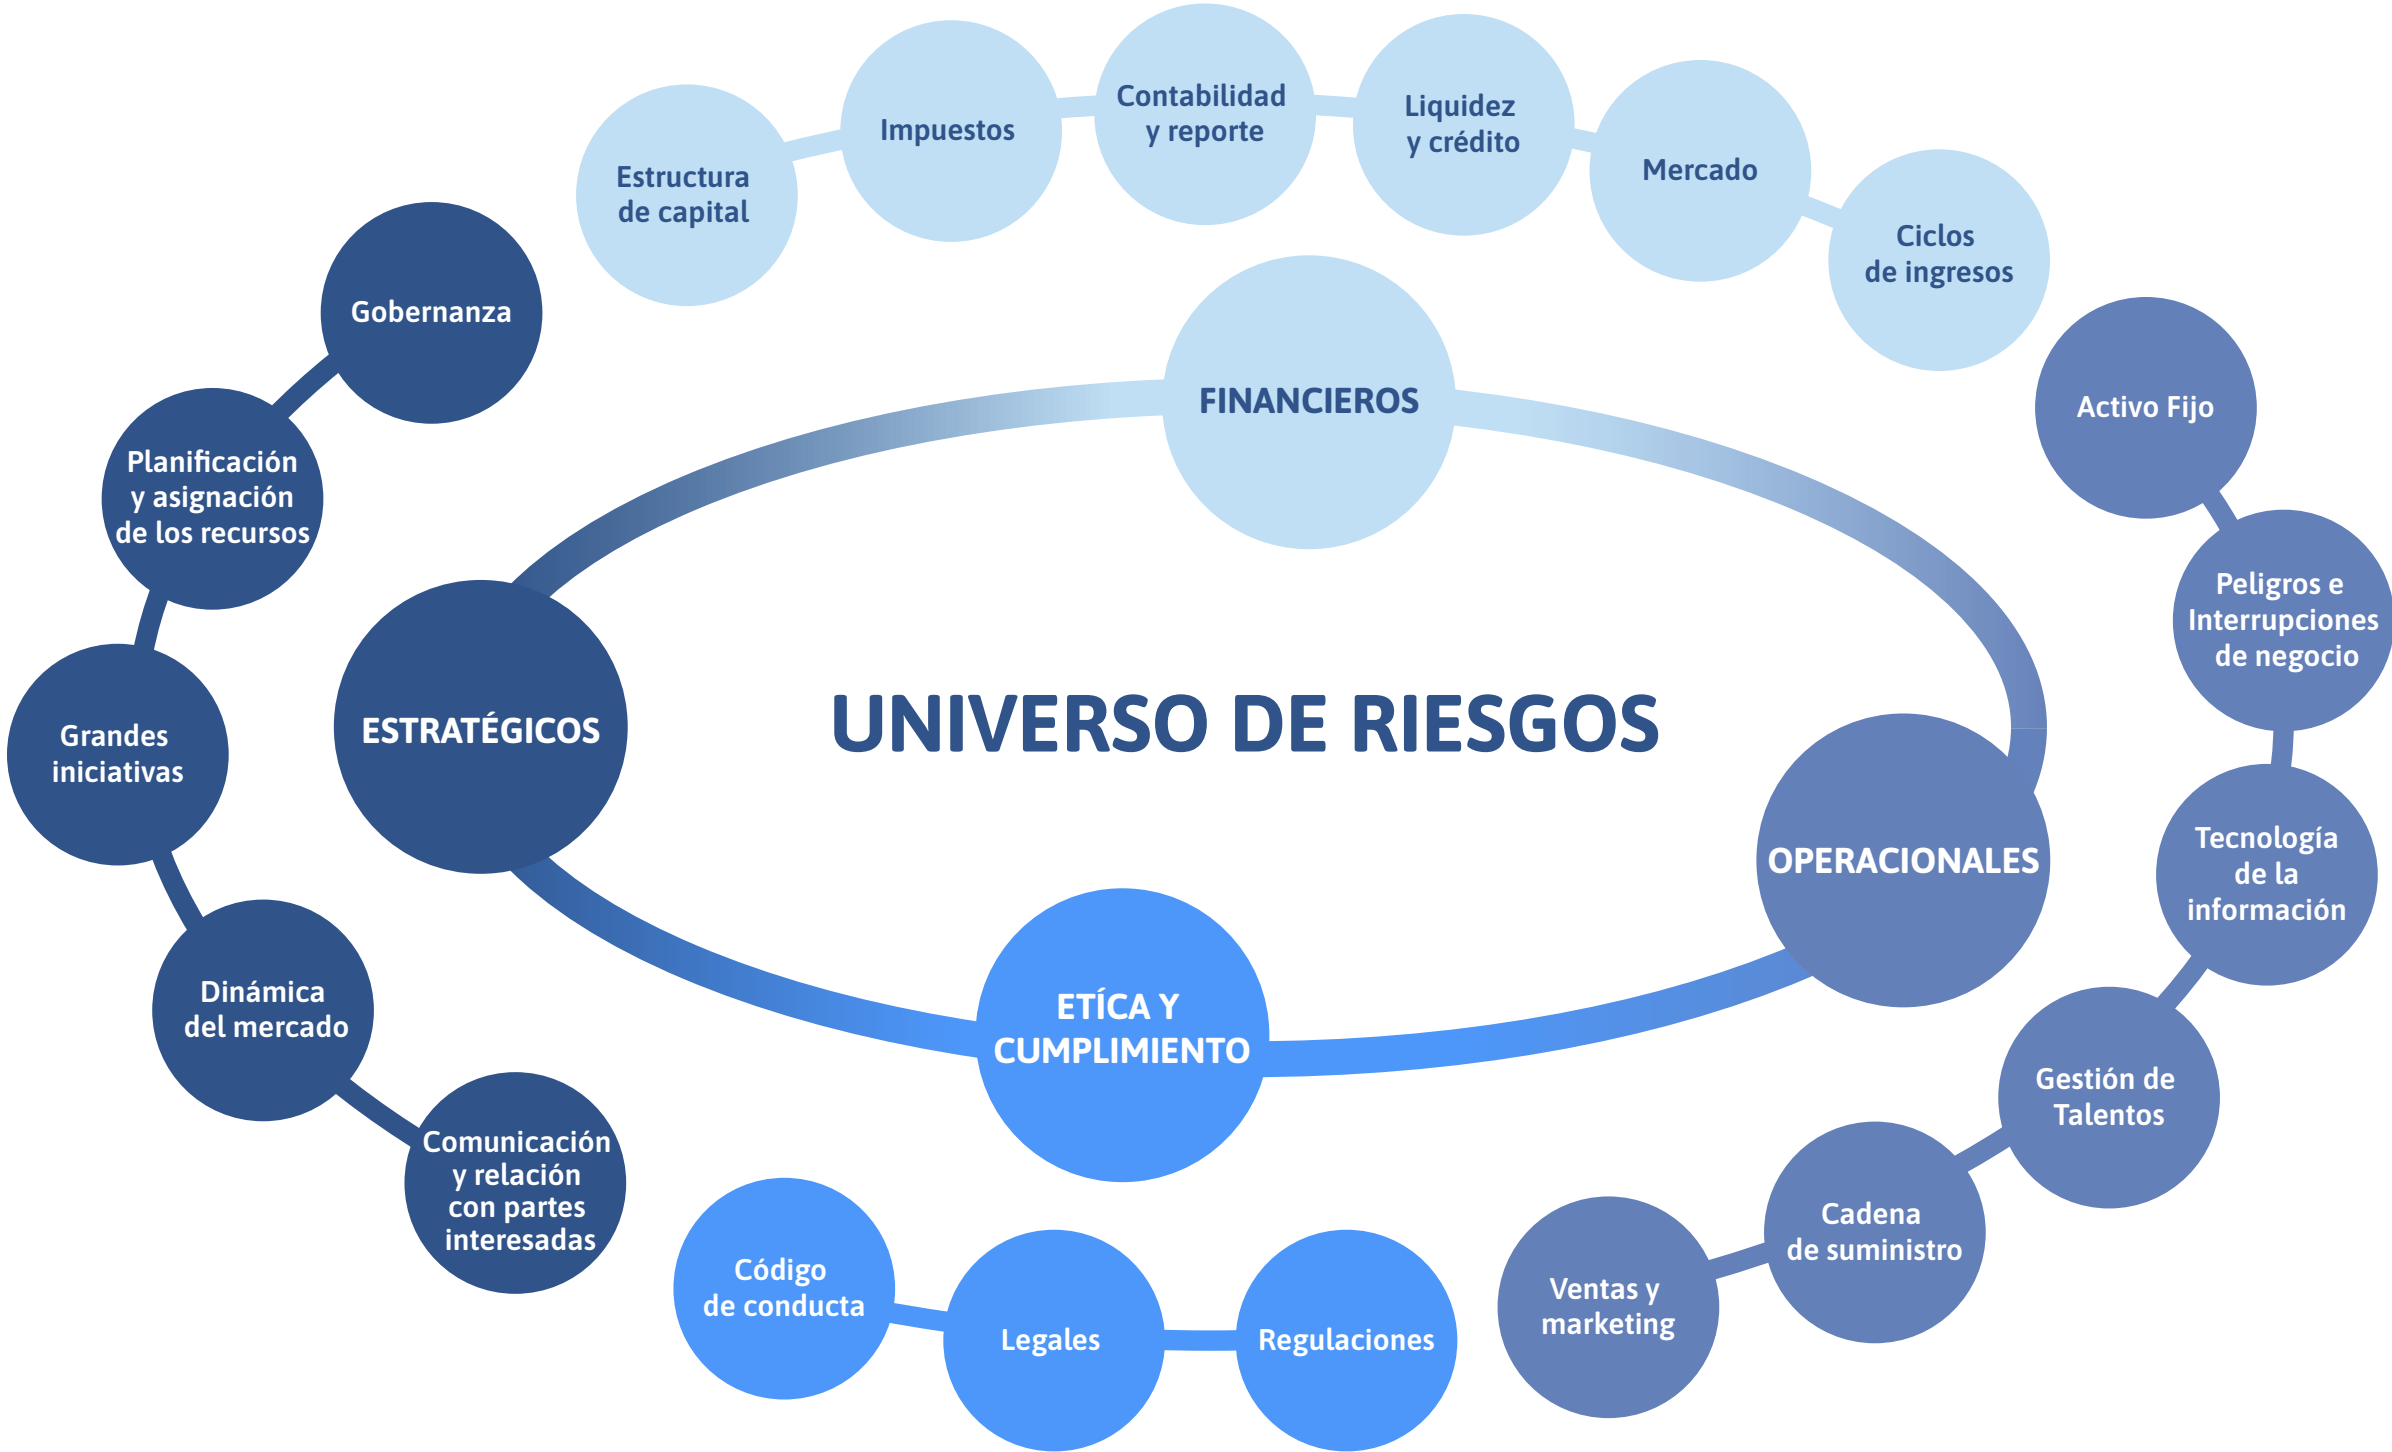 Contabilidad
y reporte
Liquidez
y crédito
Impuestos
Mercado
Estructura
de capital
Ciclos
de ingresos
Gobernanza
FINANCIEROS
Activo Fijo
Planificación
y asignación
de los recursos
Peligros e
Interrupciones
de negocio
ESTRATÉGICOS
UNIVERSO DE RIESGOS
Grandes
iniciativas
OPERACIONALES
Tecnología
de la
información
Dinámica
del mercado
ETÍCA Y
CUMPLIMIENTO
Gestión de
Talentos
Comunicación
y relación
con partes
interesadas
Cadena
de suministro
Código
de conducta
Legales
Regulaciones
Ventas y
marketing